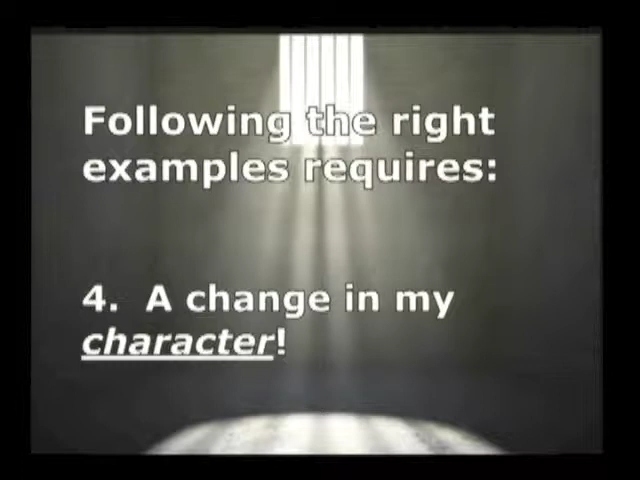 Following the right
examples requires:
4. A change in my
character!